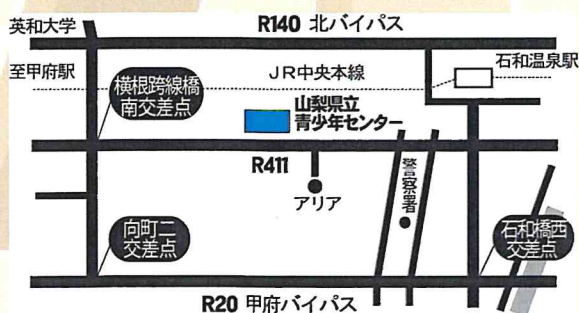 英和大学
R140 北バイパス
至甲府駅
JR中央本線
石和温泉駅
横根跨線橋
南交差点
山梨県立
青少年センター
R411
アリア
警察署
向町二
交差点
石和橋西
交差点
R20 甲府バイパス